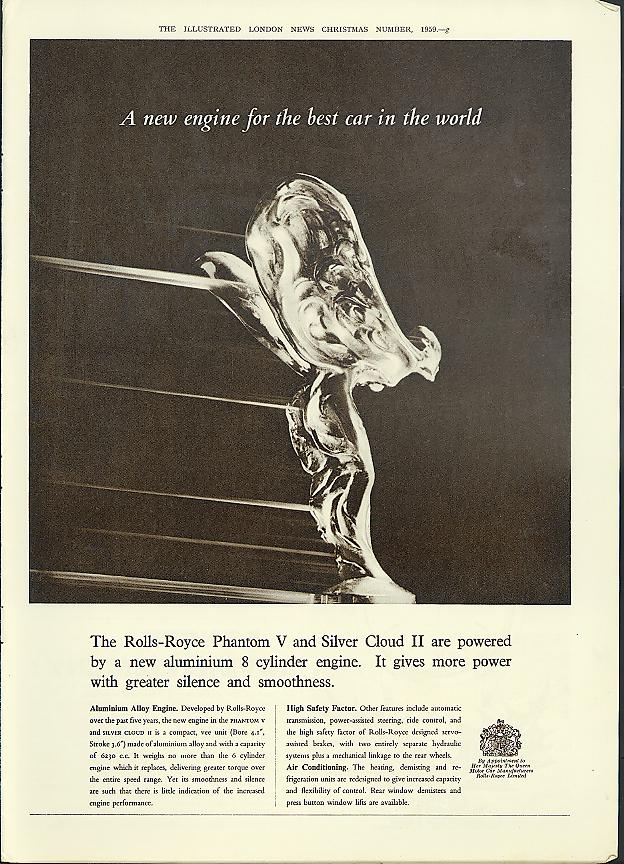 THE ILLUSTRATED LONDON NEWS CHRISTMAS NUMBER, 1959.—g
A new engine for the best car in the world
The Rolls-Royce Phantom V and Silver Cloud II are powered
by a new aluminium 8 cylinder engine. It gives more power
with greater silence and smoothness.
Aluminium Alloy Engine. Developed by Rolls-Royce
over the past five years, the new engine in the PHANTOM V
and SILVER CLOUD II is a compact, vee unit (Bore 4.1″,
Stroke 3.6″) made of aluminium alloy and with a capacity
of 6230 c.c. It weighs no more than the 6 cylinder
engine which it replaces, delivering greater torque over
the entire speed range. Yet its smoothness and silence
are such that there is little indication of the increased
engine performance.
High Safety Factor. Other features include automatic
transmission, power-assisted steering, ride control, and
the high safety factor of Rolls-Royce designed servo-
assisted brakes, with two entirely separate hydraulic
systems plus a mechanical linkage to the rear wheels.
Air Conditioning. The heating, demisting and re-
frigeration units are redesigned to give increased capacity
and flexibility of control. Rear window demisters and
press button window lifts are available.
By Appointment to
Her Majesty The Queen
Motor Car Manufacturers
Rolls-Royce Limited